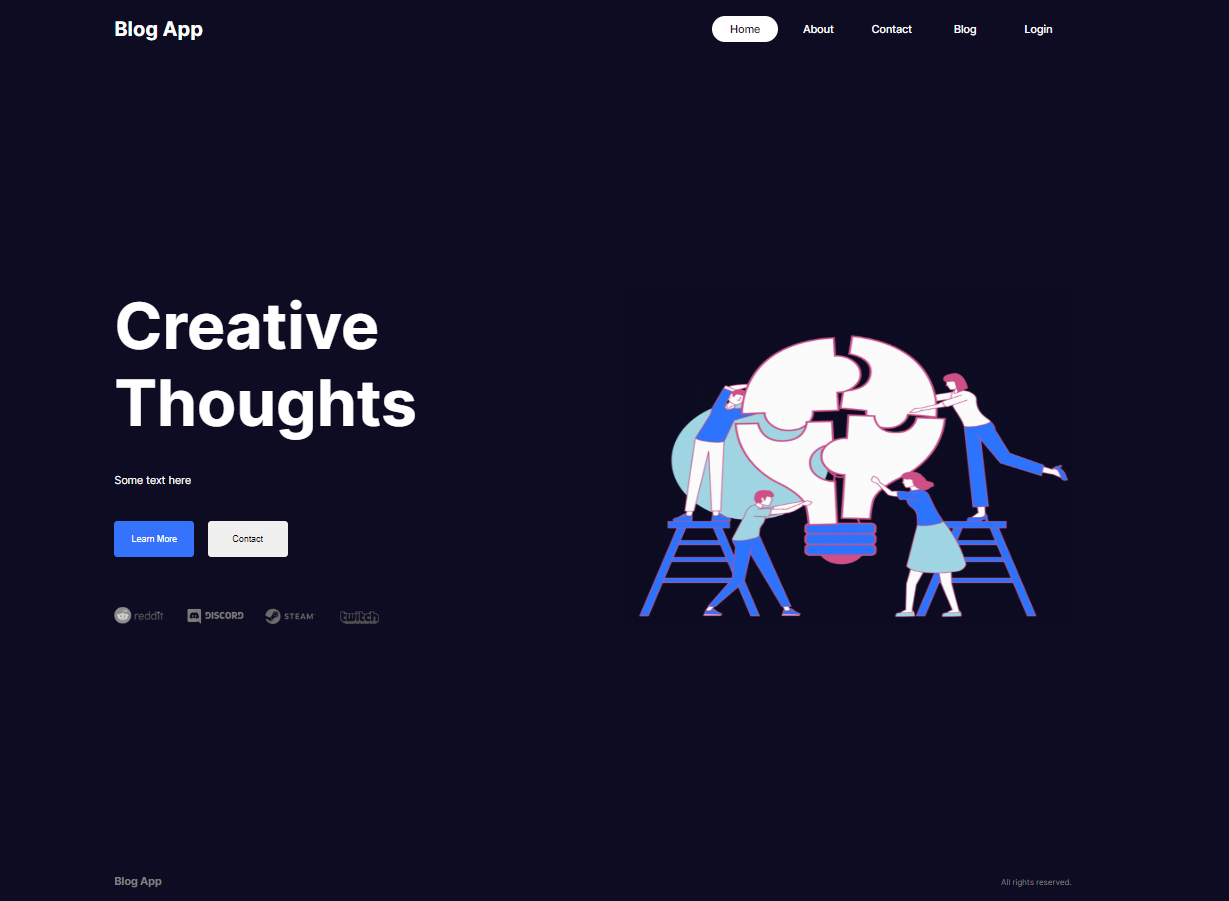 Blog App
Home About Contact Blog Login
Creative
Thoughts
Some text here
Learn More Contact
reddit DISCORD STEAM twitch
Blog App All rights reserved.